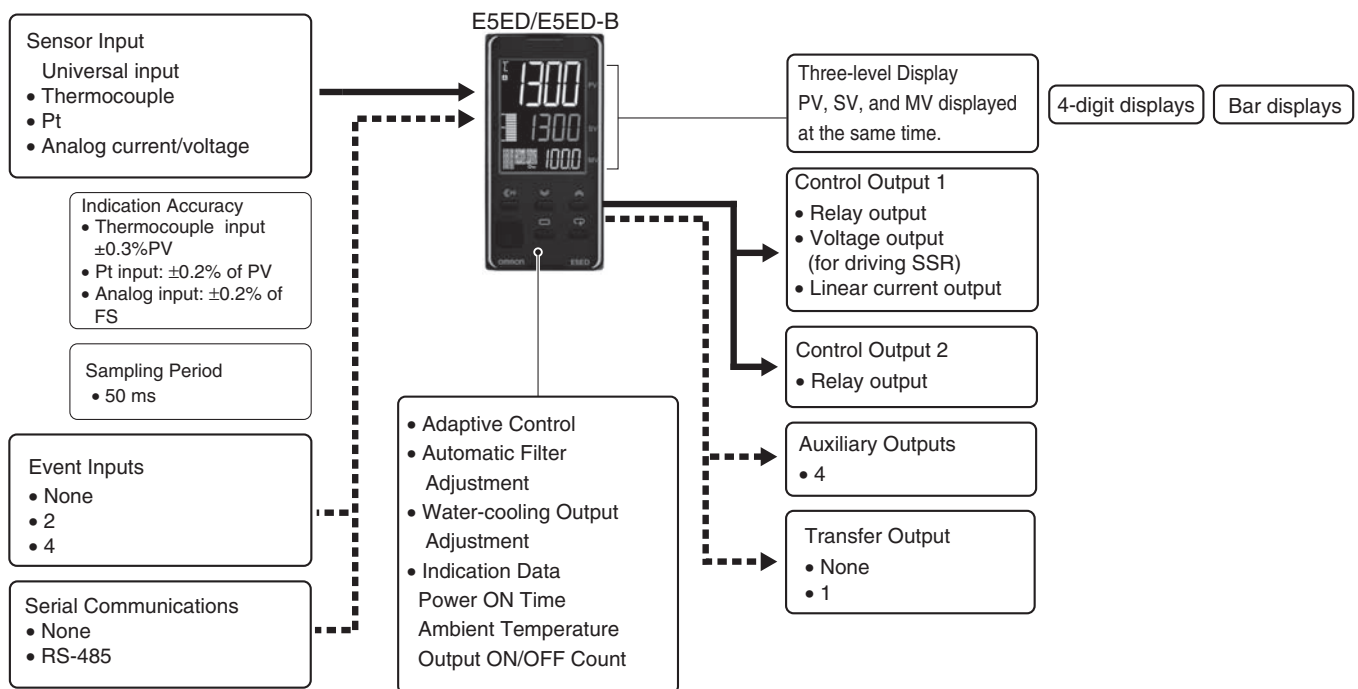 E5ED/E5ED-B
Sensor Input
Universal input
• Thermocouple
• Pt
• Analog current/voltage
Indication Accuracy
• Thermocouple input
±0.3%PV
• Pt input: ±0.2% of PV
• Analog input: ±0.2% of
FS
Sampling Period
• 50 ms
Event Inputs
• None
• 2
• 4
Serial Communications
• None
• RS-485
1300
PV
1300
SV
100.0
MV
OMRON
E5ED
• Adaptive Control
• Automatic Filter
Adjustment
• Water-cooling Output
Adjustment
• Indication Data
Power ON Time
Ambient Temperature
Output ON/OFF Count
Three-level Display
PV, SV, and MV displayed
at the same time.
4-digit displays
Bar displays
Control Output 1
• Relay output
• Voltage output
(for driving SSR)
• Linear current output
Control Output 2
• Relay output
Auxiliary Outputs
• 4
Transfer Output
• None
• 1